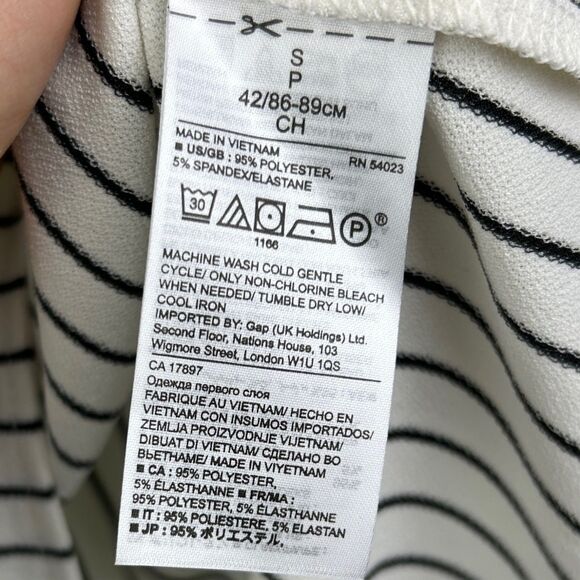 S
P
42/86-89CM
CH
MADE IN VIETNAM RN 54023
■ US/GB : 95% POLYESTER,
5% SPANDEX/ELASTANE
30 P ®
1166
MACHINE WASH COLD GENTLE
CYCLE/ ONLY NON-CHLORINE BLEACH
WHEN NEEDED/ TUMBLE DRY LOW/
COOL IRON
IMPORTED BY: Gap (UK Holdings) Ltd.
Second Floor, Nations House, 103
Wigmore Street, London W1U 1QS
CA 17897
Одежда первого слоя
FABRIQUE AU VIETNAM/ HECHO EN
VIETNAM CON INSUMOS IMPORTADOS/
ZEMLJA PROIZVODNJE VIJETNAM/
DIBUAT DI VIETNAM/ СДЕЛАНО ВО
ВЬЕТНАМЕ/ MADE IN VIYETNAM
■ CA : 95% POLYESTER,
5% ÉLASTHANNE ■ FR/MA :
95% POLYESTER, 5% ÉLASTHANNE
■ IT : 95% POLIESTERE, 5% ELASTAN
■ JP : 95% ポリエステル,